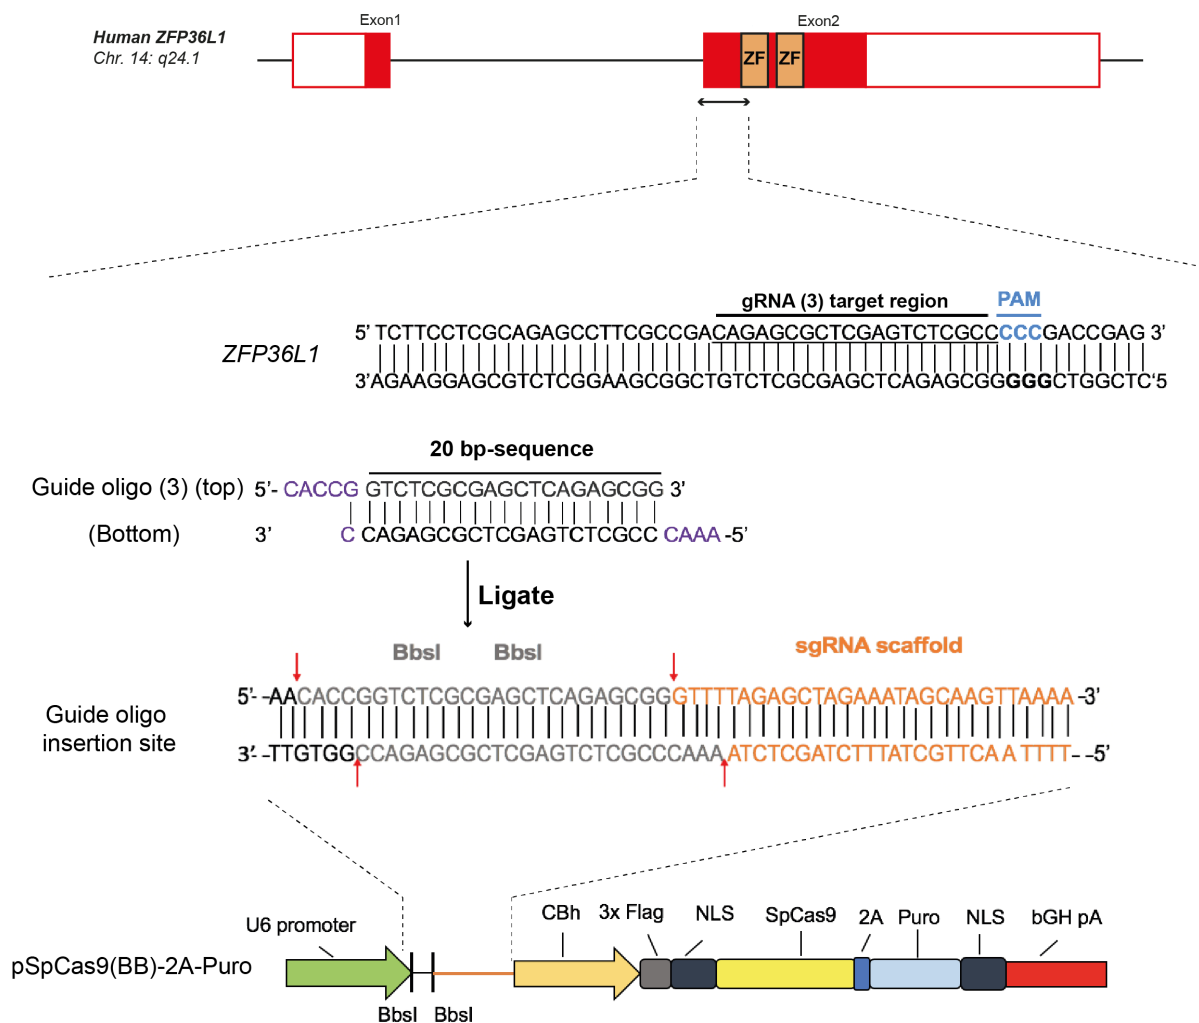 Exon1
Exon2
Human ZFP36L1
Chr. 14: q24.1
ZF ZF
gRNA (3) target region PAM
5' TCTTCCTCGCAGAGCCTTCGCCGACAGAGCGCTCGAGTCTCGCCCCCGACCGAG 3'
ZFP36L1
3'AGAAGGAGCGTCTCGGAAGCGGCTGTCTCGCGAGCTCAGAGCGGGGGCTGGCTC'5
20 bp-sequence
Guide oligo (3) (top) 5'- CACCG GTCTCGCGAGCTCAGAGCGG 3'
(Bottom) 3' C CAGAGCGCTCGAGTCTCGCC CAAA -5'
Ligate
BbsI BbsI sgRNA scaffold
5'- -AACACCGGTCTCGCGAGCTCAGAGCGGGTTTTAGAGCTAGAAATAGCAAGTTAAAA -3'
Guide oligo
insertion site
3'- -TTGTGGCCAGAGCGCTCGAGTCTCGCCCAAAATCTCGATCTTTATCGTTCAATTTT- -5'
U6 promoter
CBh 3x Flag NLS SpCas9 2A Puro NLS bGH pA
pSpCas9(BB)-2A-Puro
BbsI BbsI